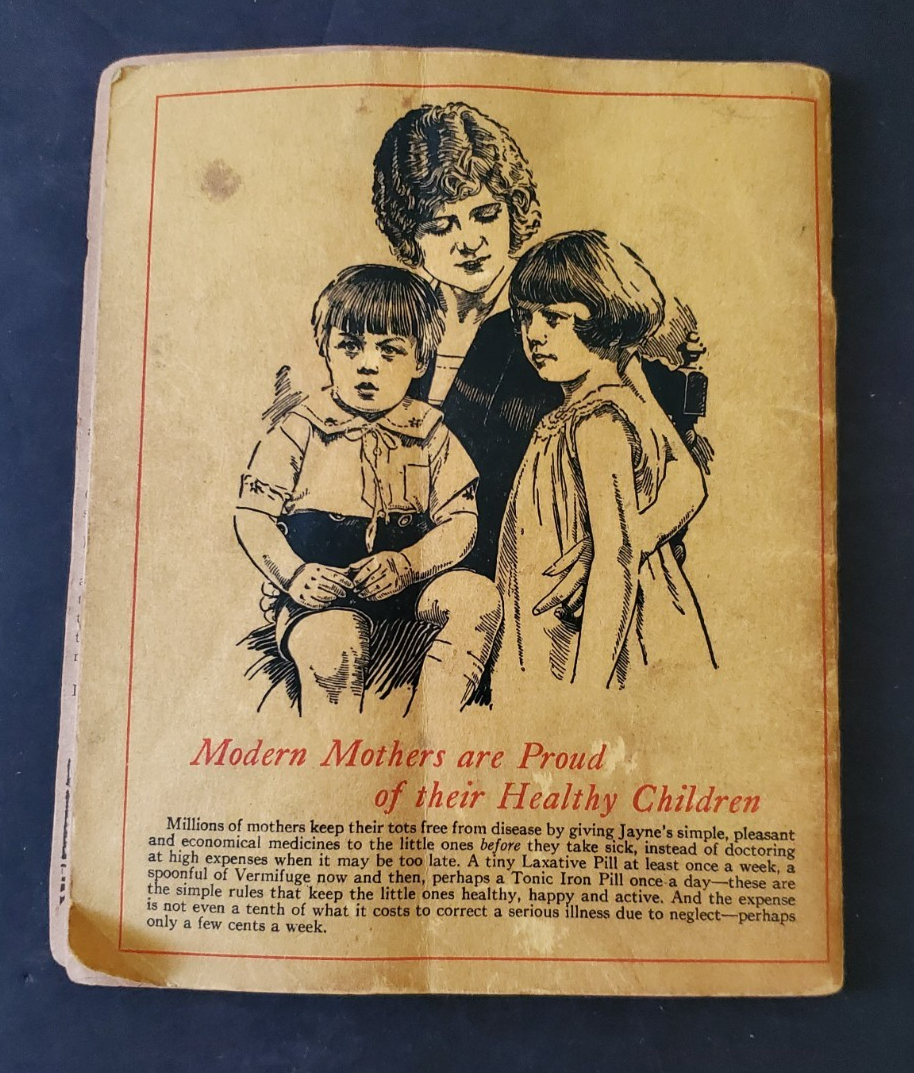 Modern Mothers are Proud
of their Healthy Children
Millions of mothers keep their tots free from disease by giving Jayne's simple, pleasant
and economical medicines to the little ones before they take sick, instead of doctoring
at high expenses when it may be too late. A tiny Laxative Pill at least once a week, a
spoonful of Vermifuge now and then, perhaps a Tonic Iron Pill once a day—these are
the simple rules that keep the little ones healthy, happy and active. And the expense
is not even a tenth of what it costs to correct a serious illness due to neglect—perhaps
only a few cents a week.